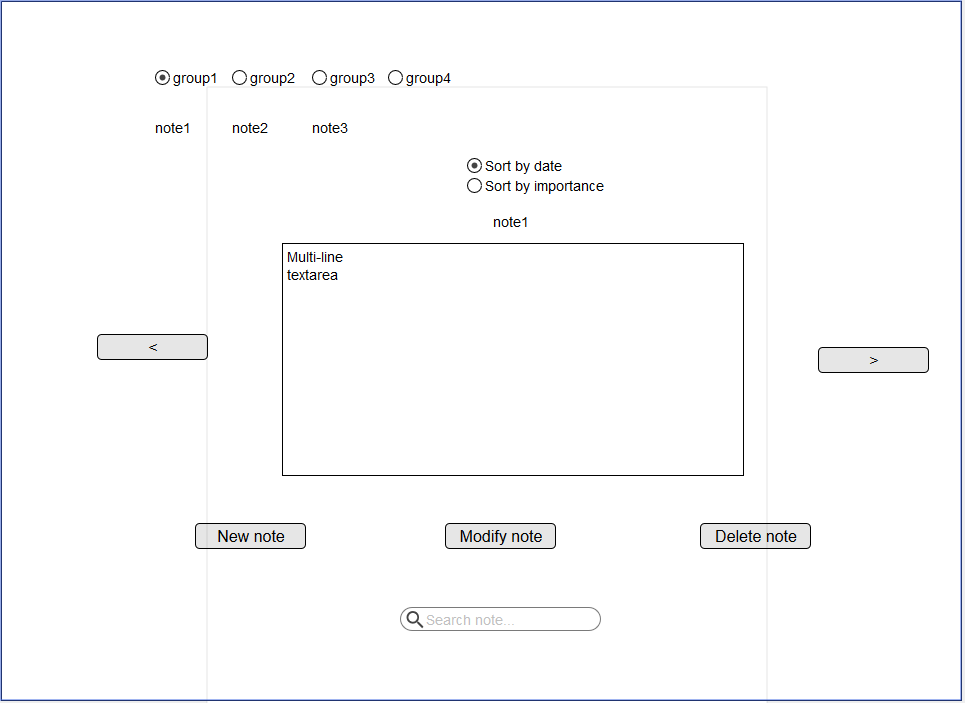 group1 group2 group3 group4
note1 note2 note3
Sort by date
Sort by importance
note1
Multi-line
textarea
<
>
New note Modify note Delete note
Search note...